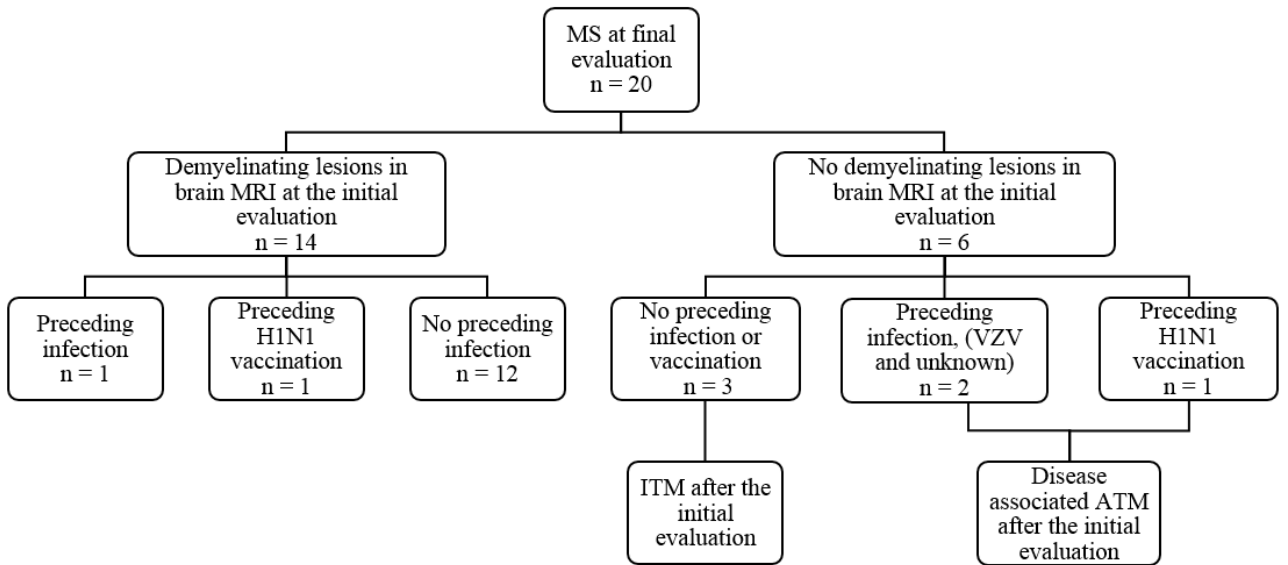 MS at final
evaluation
n = 20
Demyelinating lesions in
brain MRI at the initial
evaluation
n = 14
No demyelinating lesions in
brain MRI at the initial
evaluation
n = 6
Preceding
infection
n = 1
Preceding
H1N1
vaccination
n = 1
No preceding
infection
n = 12
No preceding
infection or
vaccination
n = 3
Preceding
infection, (VZV
and unknown)
n = 2
Preceding
H1N1
vaccination
n = 1
ITM after the
initial
evaluation
Disease
associated ATM
after the initial
evaluation